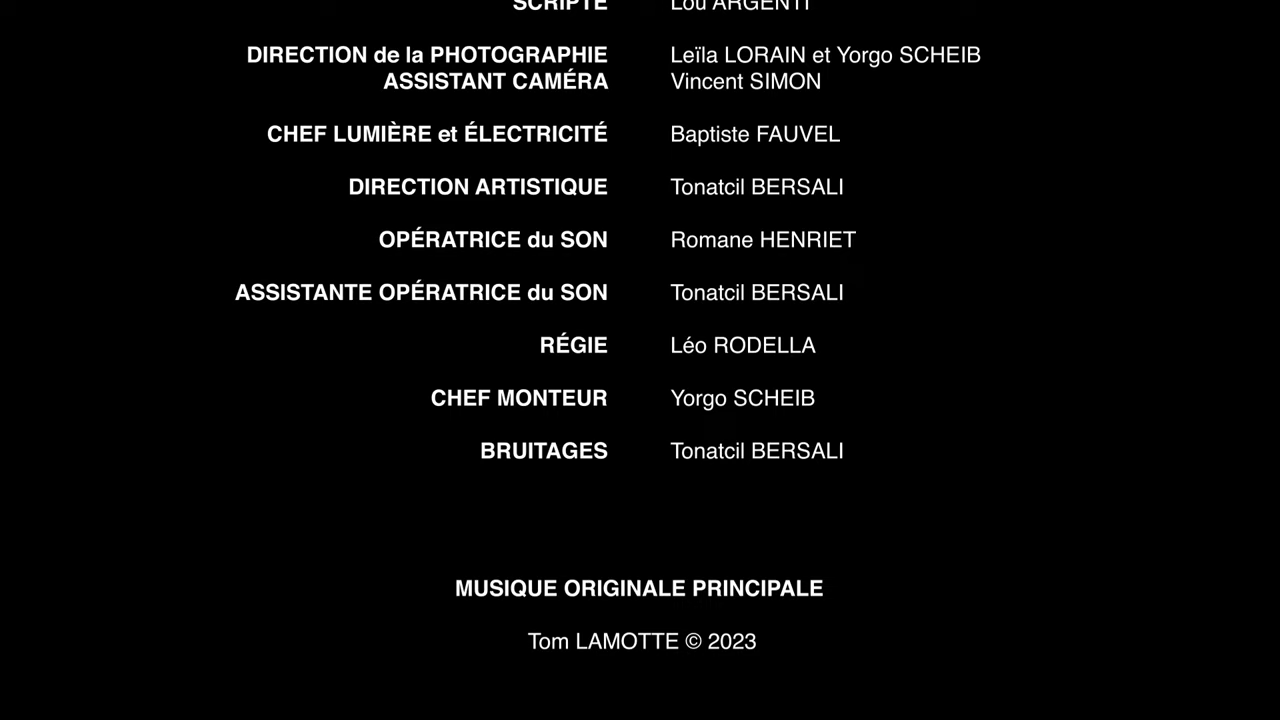 SCRIPTE Lou ARGENTI
DIRECTION de la PHOTOGRAPHIE Leïla LORAIN et Yorgo SCHEIB
ASSISTANT CAMÉRA Vincent SIMON
CHEF LUMIÈRE et ÉLECTRICITÉ Baptiste FAUVEL
DIRECTION ARTISTIQUE Tonatcil BERSALI
OPÉRATRICE du SON Romane HENRIET
ASSISTANTE OPÉRATRICE du SON Tonatcil BERSALI
RÉGIE Léo RODELLA
CHEF MONTEUR Yorgo SCHEIB
BRUITAGES Tonatcil BERSALI
MUSIQUE ORIGINALE PRINCIPALE
Tom LAMOTTE © 2023